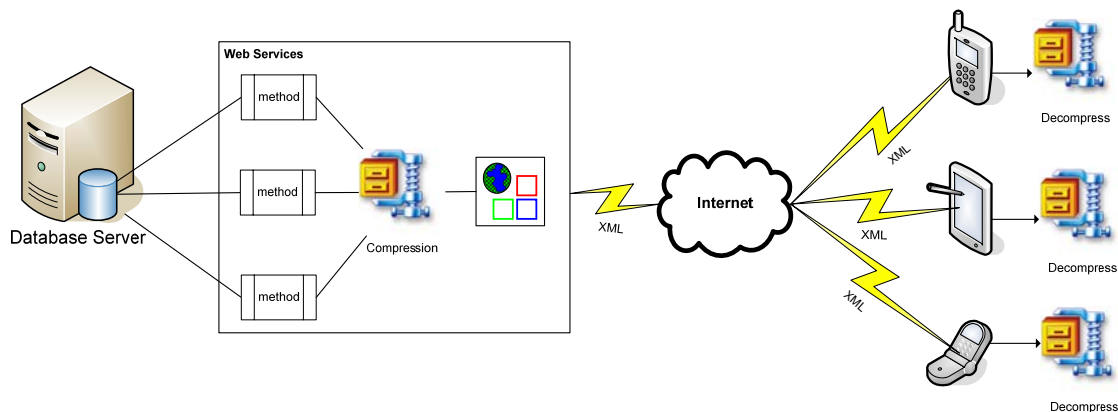 Web Services
method
method
method
Database Server
Compression
XML
Internet
XML
XML
XML
Decompress
Decompress
Decompress